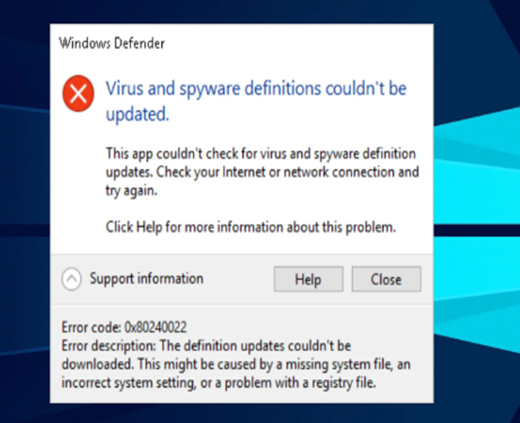 Windows Defender
Virus and spyware definitions couldn't be
updated.
This app couldn't check for virus and spyware definition
updates. Check your Internet or network connection and
try again.
Click Help for more information about this problem.
Support information
Help
Close
Error code: 0x80240022
Error description: The definition updates couldn't be
downloaded. This might be caused by a missing system file, an
incorrect system setting, or a problem with a registry file.